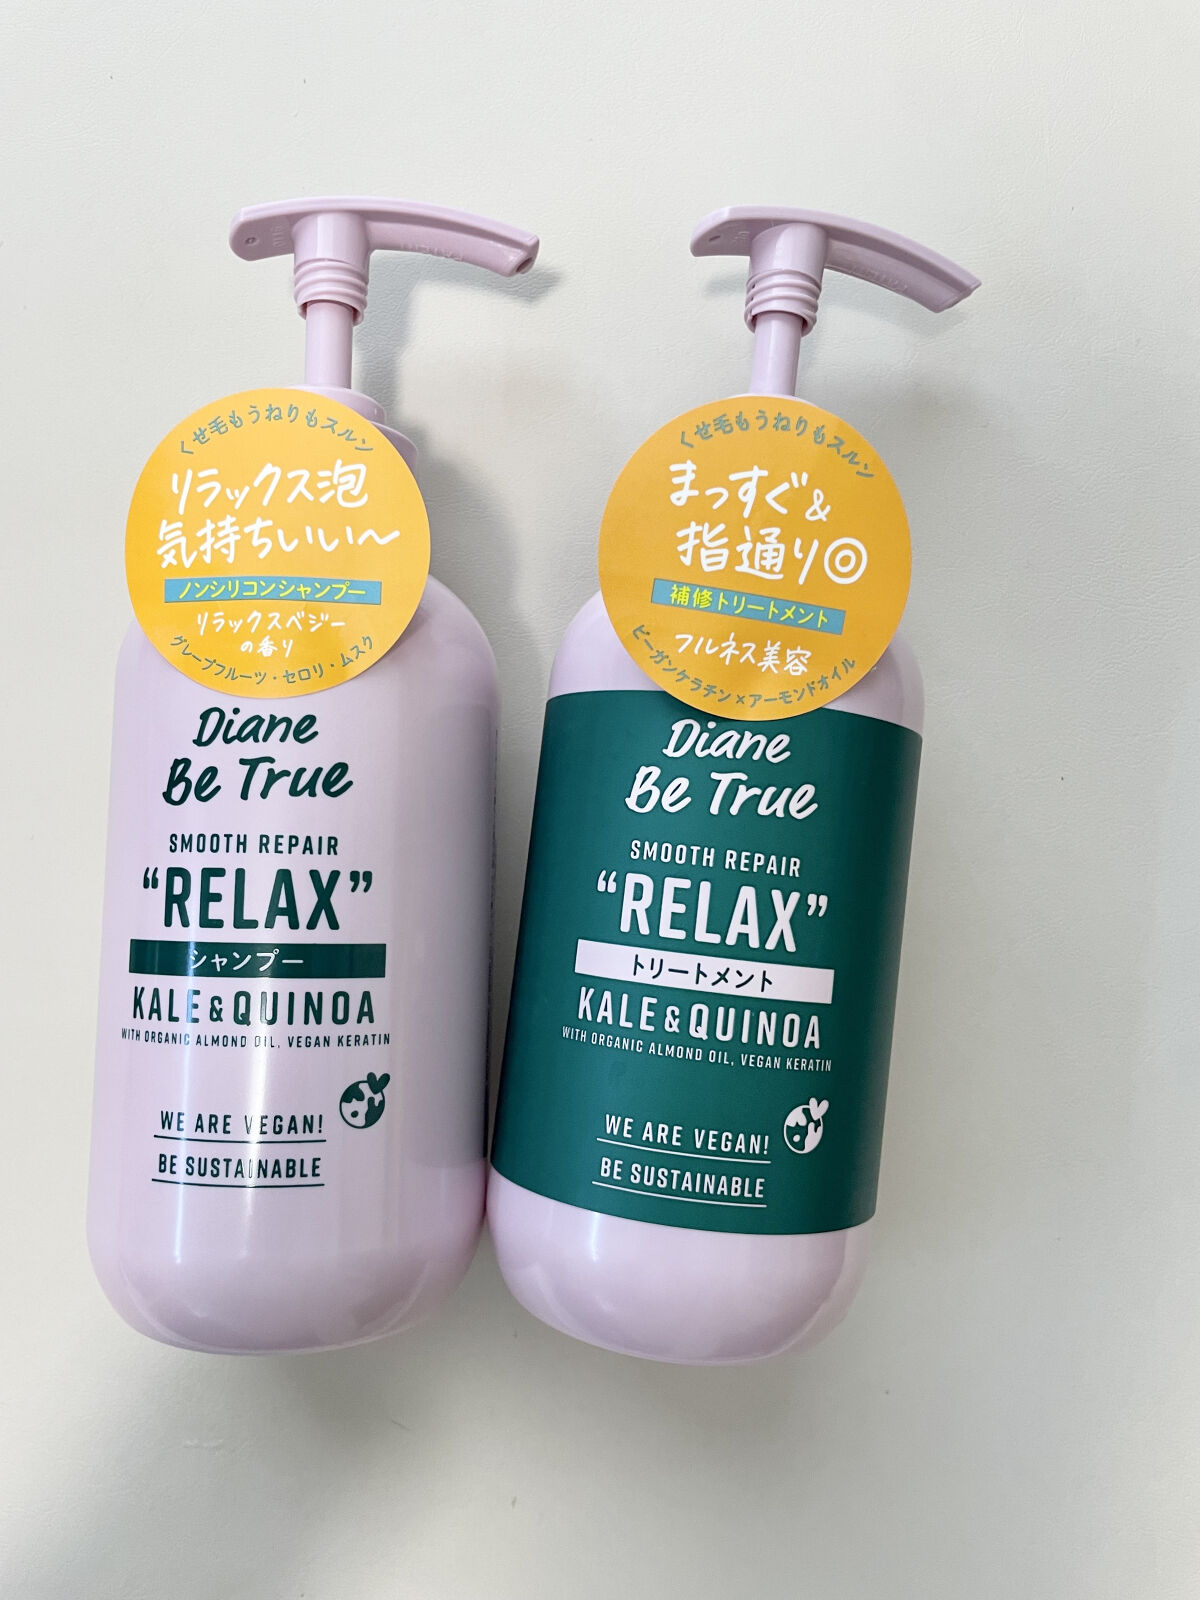 くせ毛もうねりもスルン
リラックス泡
気持ちいい〜
ノンシリコンシャンプー
リラックスベジー
の香り
グレープフルーツ・セロリ・ムスク
Diane
Be True
SMOOTH REPAIR
“RELAX”
シャンプー
KALE & QUINOA
WITH ORGANIC ALMOND OIL, VEGAN KERATIN
WE ARE VEGAN!
BE SUSTAINABLE
くせ毛もうねりもスルン
まっすぐ&
指通り◎
補修トリートメント
フルネス美容
ビーガンケラチン×アーモンドオイル
Diane
Be True
SMOOTH REPAIR
“RELAX”
トリートメント
KALE & QUINOA
WITH ORGANIC ALMOND OIL, VEGAN KERATIN
WE ARE VEGAN!
BE SUSTAINABLE